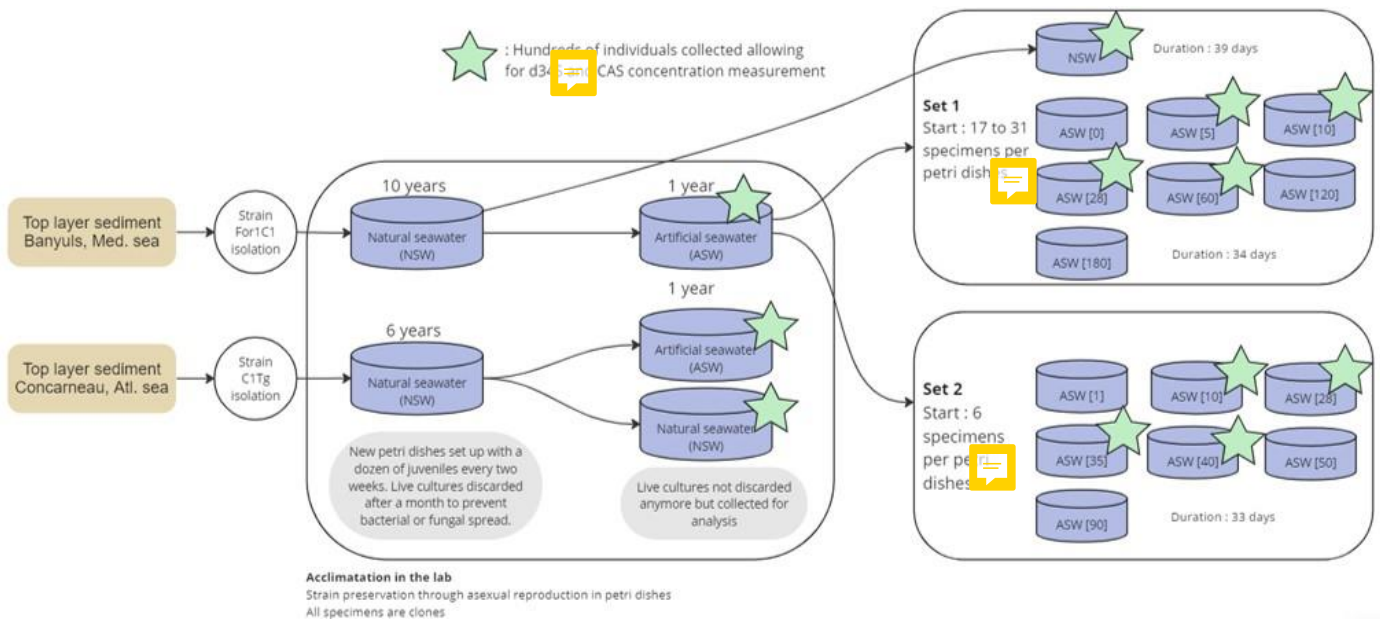 : Hundreds of individuals collected allowing
for d34S and CAS concentration measurement
Top layer sediment
Banyuls, Med. sea
Strain
For1C1
isolation
10 years
Natural seawater
(NSW)
1 year
Artificial seawater
(ASW)
Top layer sediment
Concarneau, Atl. sea
Strain
C1Tg
isolation
6 years
Natural seawater
(NSW)
1 year
Artificial seawater
(ASW)
Natural seawater
(NSW)
New petri dishes set up with a
dozen of juveniles every two
weeks. Live cultures discarded
after a month to prevent
bacterial or fungal spread.
Live cultures not discarded
anymore but collected for
analysis
Acclimatation in the lab
Strain preservation through asexual reproduction in petri dishes
All specimens are clones
NSW
Duration : 39 days
Set 1
Start : 17 to 31
specimens per
petri dishes
ASW [0]
ASW [5]
ASW [10]
ASW [28]
ASW [60]
ASW [120]
ASW [180]
Duration : 34 days
Set 2
Start : 6
specimens
per petri
dishes
ASW [1]
ASW [10]
ASW [28]
ASW [35]
ASW [40]
ASW [50]
ASW [90]
Duration : 33 days